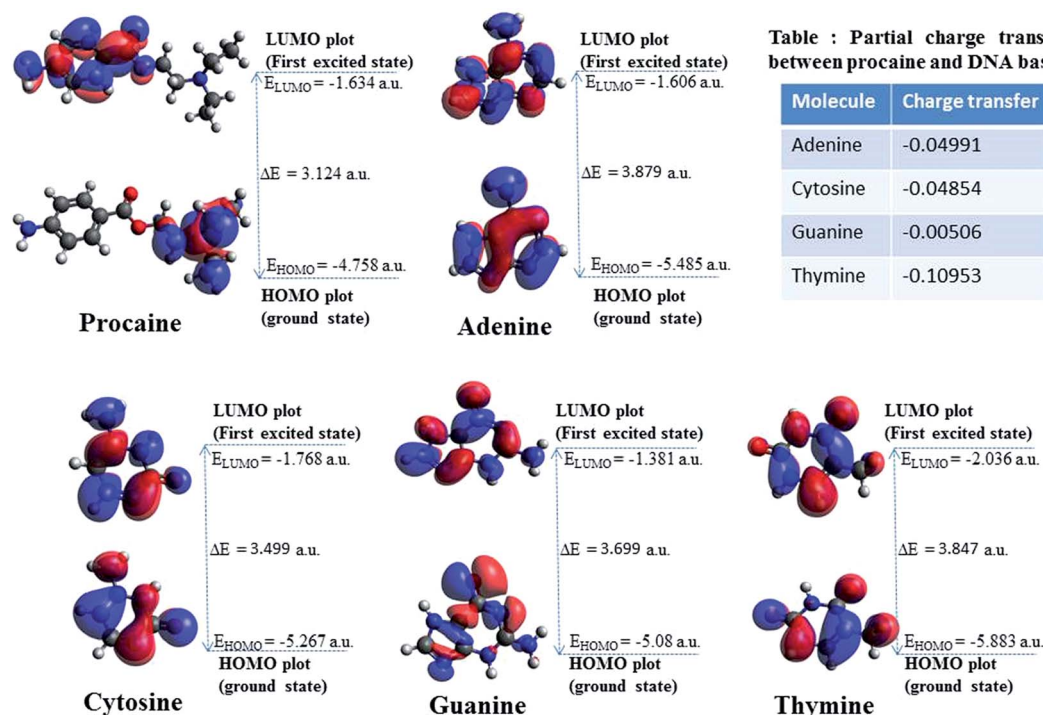 LUMO plot
(First excited state)
E_LUMO = -1.634 a.u.
ΔE = 3.124 a.u.
E_HOMO = -4.758 a.u.
HOMO plot
(ground state)
Procaine
LUMO plot
(First excited state)
E_LUMO = -1.606 a.u.
ΔE = 3.879 a.u.
E_HOMO = -5.485 a.u.
HOMO plot
(ground state)
Adenine
Table : Partial charge trans
between procaine and DNA bas
Molecule Charge transfer
Adenine -0.04991
Cytosine -0.04854
Guanine -0.00506
Thymine -0.10953
LUMO plot
(First excited state)
E_LUMO = -1.768 a.u.
ΔE = 3.499 a.u.
E_HOMO = -5.267 a.u.
HOMO plot
(ground state)
Cytosine
LUMO plot
(First excited state)
E_LUMO = -1.381 a.u.
ΔE = 3.699 a.u.
E_HOMO = -5.08 a.u.
HOMO plot
(ground state)
Guanine
LUMO plot
(First excited state)
E_LUMO = -2.036 a.u.
ΔE = 3.847 a.u.
E_HOMO = -5.883 a.u.
HOMO plot
(ground state)
Thymine